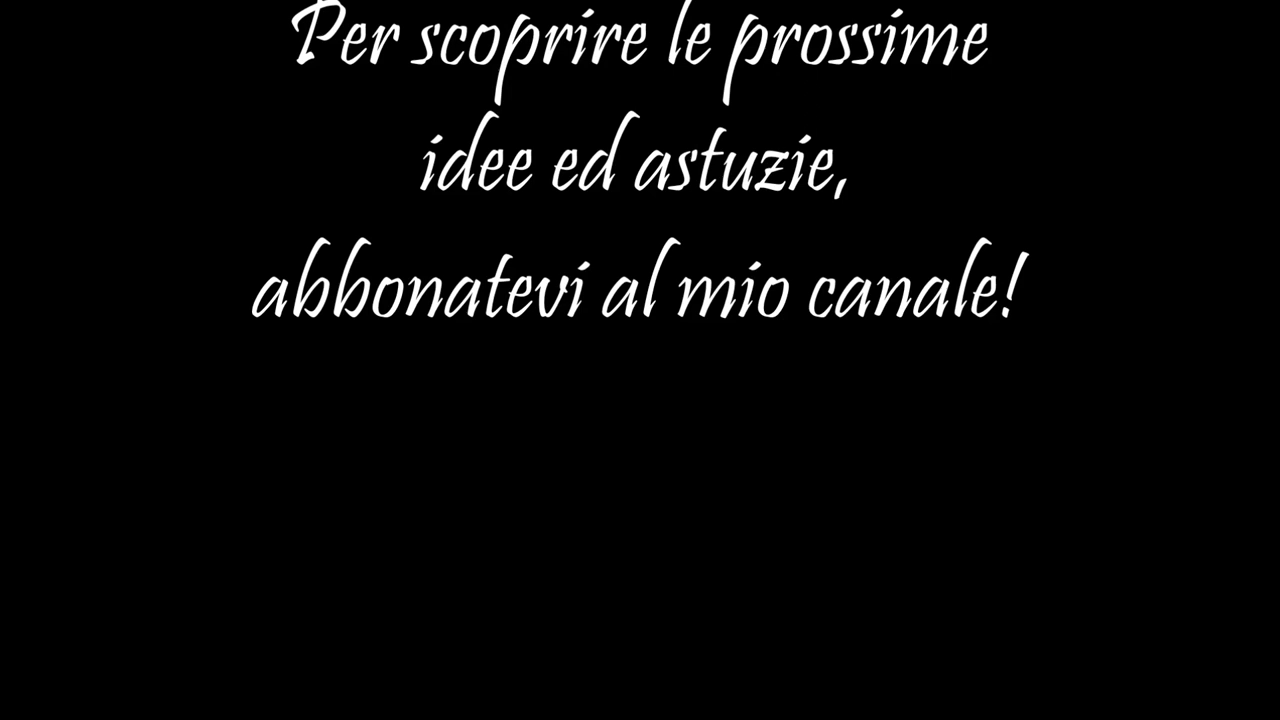 Per scoprire le prossime
idee ed astuzie,
abbonatevi al mio canale!